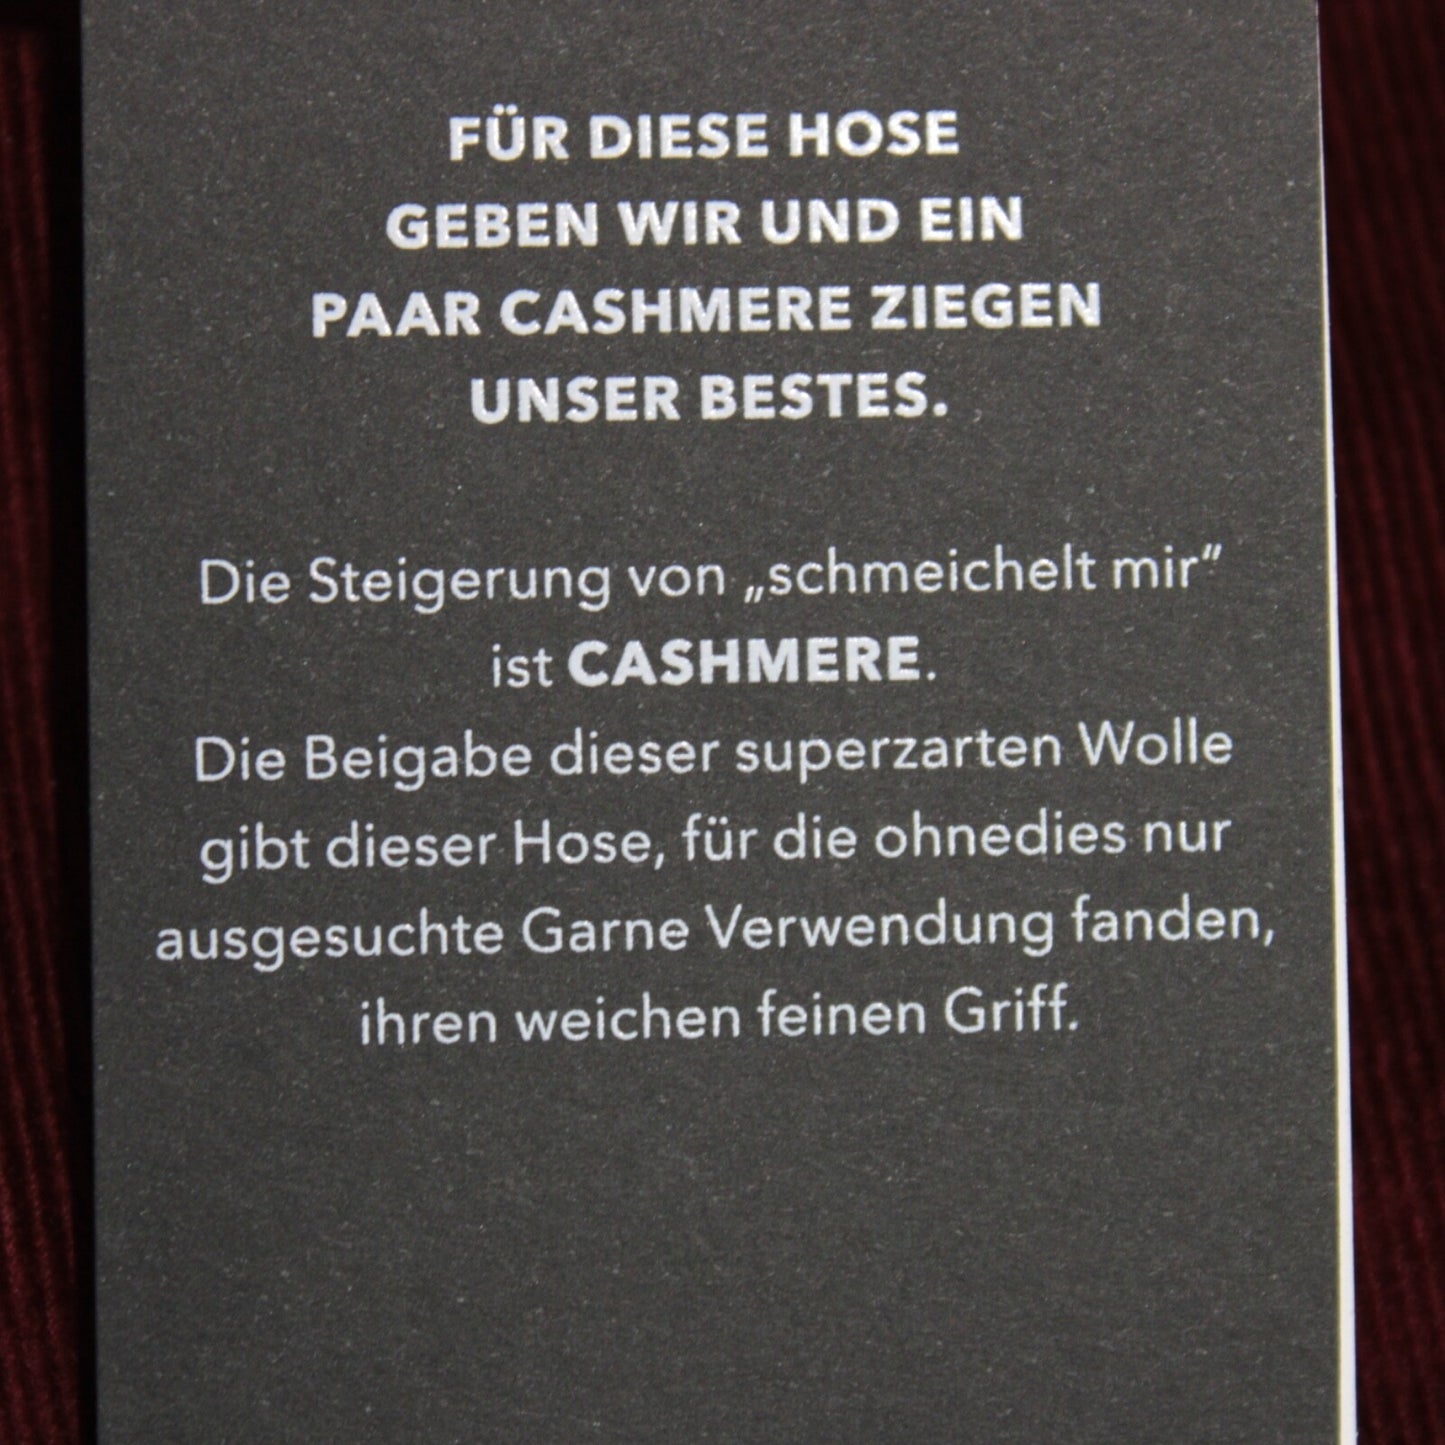 FÜR DIESE HOSE
GEBEN WIR UND EIN
PAAR CASHMERE ZIEGEN
UNSER BESTES.
Die Steigerung von „schmeichelt mir“
ist CASHMERE.
Die Beigabe dieser superzarten Wolle
gibt dieser Hose, für die ohnedies nur
ausgesuchte Garne Verwendung fanden,
ihren weichen feinen Griff.